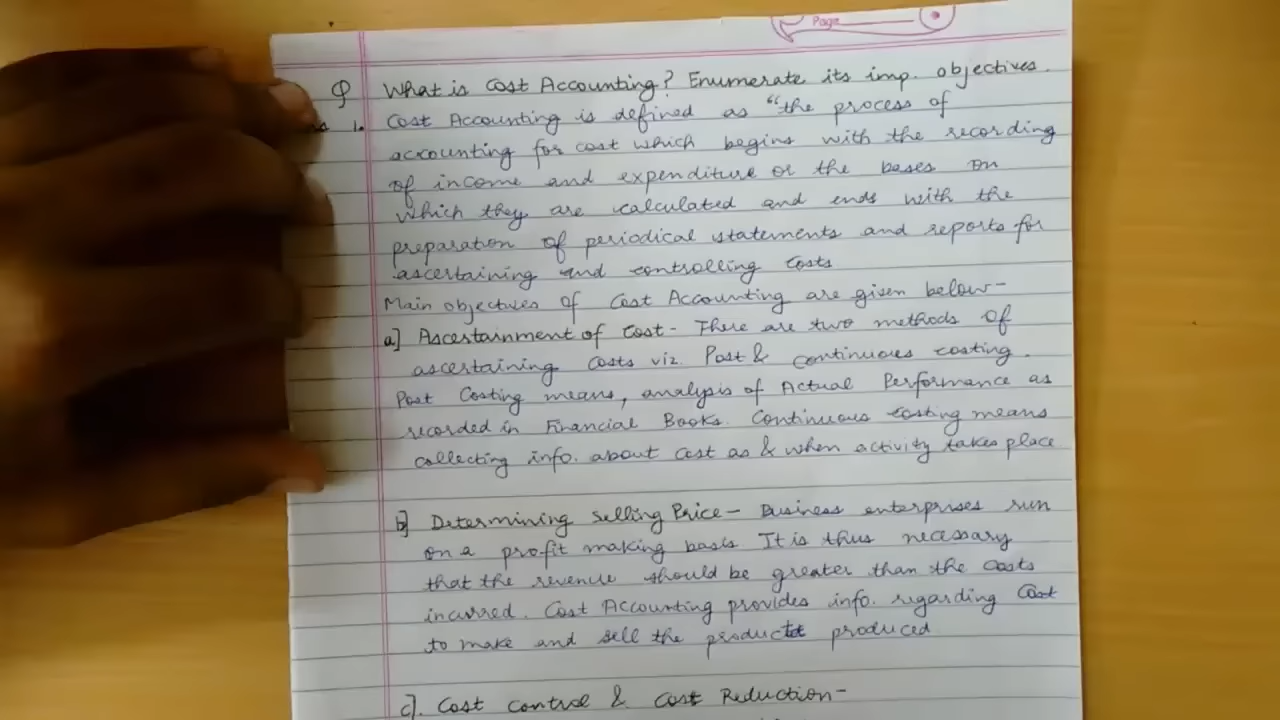 Page
Q What is Cost Accounting? Enumerate its imp. objectives.
1. Cost Accounting is defined as "the process of
accounting for cost which begins with the recording
of income and expenditure or the bases on
which they are calculated and ends with the
preparation of periodical statements and reports for
ascertaining and controlling costs
Main objectives of Cost Accounting are given below-
a] Ascertainment of Cost - There are two methods of
ascertaining Costs viz. Post & Continuous costing.
Post Costing means, analysis of Actual Performance as
recorded in Financial Books. Continuous costing means
collecting info. about cost as & when activity takes place
b] Determining Selling Price - Business enterprises run
on a profit making basis It is thus necessary
that the revenue should be greater than the costs
incurred. Cost Accounting provides info. regarding Cost
to make and sell the product produced
c]. Cost control & Cost Reduction-